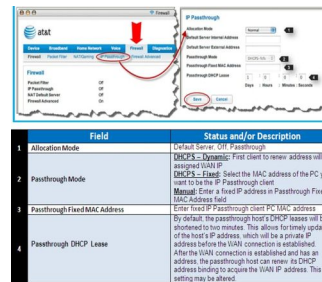 Firewall
at&t
Device Broadband Home Network Voice Firewall Diagnostics
Firewall Packet Filter NAT/Gaming IP Passthrough Firewall Advanced
Firewall
Packet Filter Off
IP Passthrough Off
NAT Default Server Off
Firewall Advanced On
IP Passthrough
Allocation Mode
Default Server Internal Address
Default Server External Address
Passthrough Mode
Passthrough Fixed MAC Address
Passthrough DHCP Lease
Days : Hours : Minutes : Seconds
Save Cancel
Field Status and/or Description
1 Allocation Mode Default Server, Off, Passthrough
2 Passthrough Mode
DHCPS – Dynamic: First client to renew address will
assigned WAN IP
DHCPS – Fixed: Select the MAC address of the PC y
want to be the IP Passthrough client
Manual: Enter a fixed IP address in Passthrough Fixe
MAC Address field
3 Passthrough Fixed MAC Address Enter fixed IP Passthrough client PC MAC address
4 Passthrough DHCP Lease
By default, the passthrough host's DHCP leases will b
shortened to two minutes. This allows for timely upda
of the host's IP address, which will be a private IP
address before the WAN connection is established.
After the WAN connection is established and has an
address, the passthrough host can renew its DHCP
address binding to acquire the WAN IP address. This
setting may be altered.